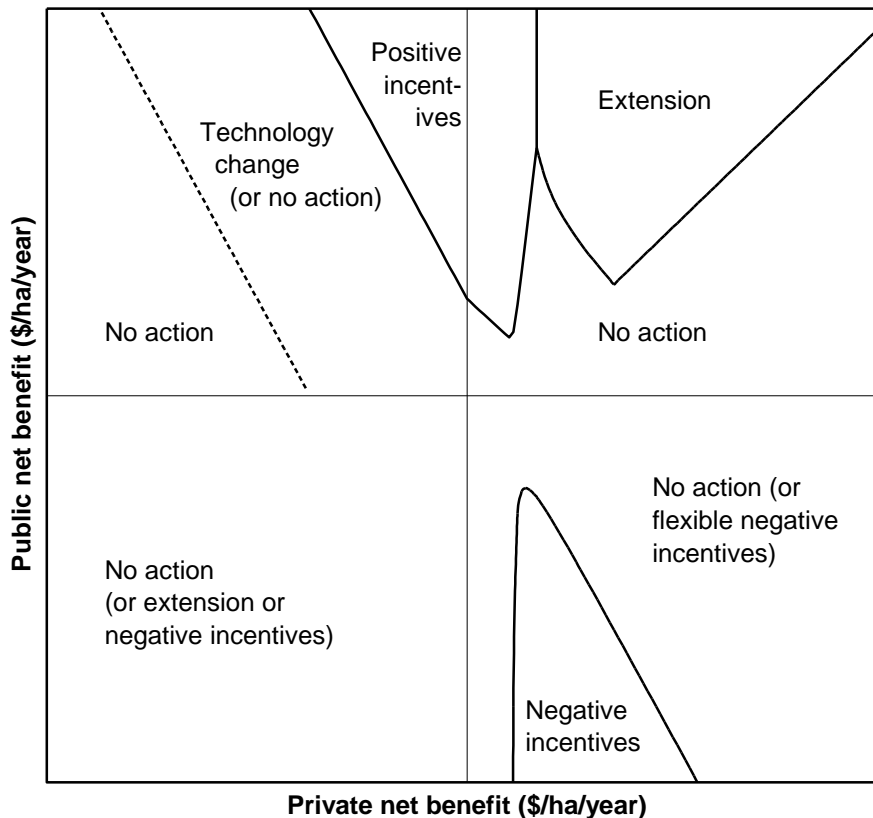 Positive
incent-
ives
Extension
Technology
change
(or no action)
No action
No action
No action (or
flexible negative
incentives)
No action
(or extension or
negative incentives)
Negative
incentives
Public net benefit ($/ha/year)
Private net benefit ($/ha/year)